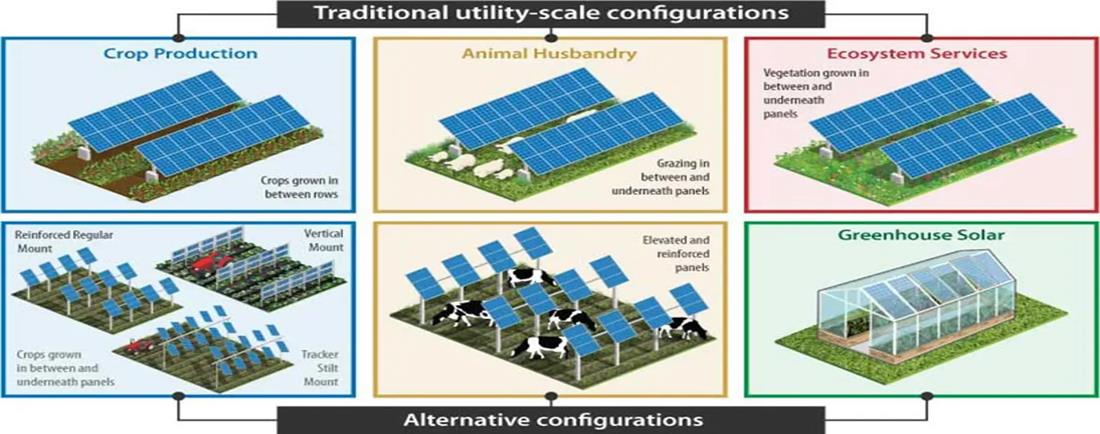 Traditional utility-scale configurations
Crop Production
Crops grown in
between rows
Animal Husbandry
Grazing in
between and
underneath panels
Ecosystem Services
Vegetation grown in
between and
underneath
panels
Reinforced Regular
Mount
Vertical
Mount
Crops grown
in between and
underneath panels
Tracker
Stilt
Mount
Elevated and
reinforced
panels
Greenhouse Solar
Alternative configurations